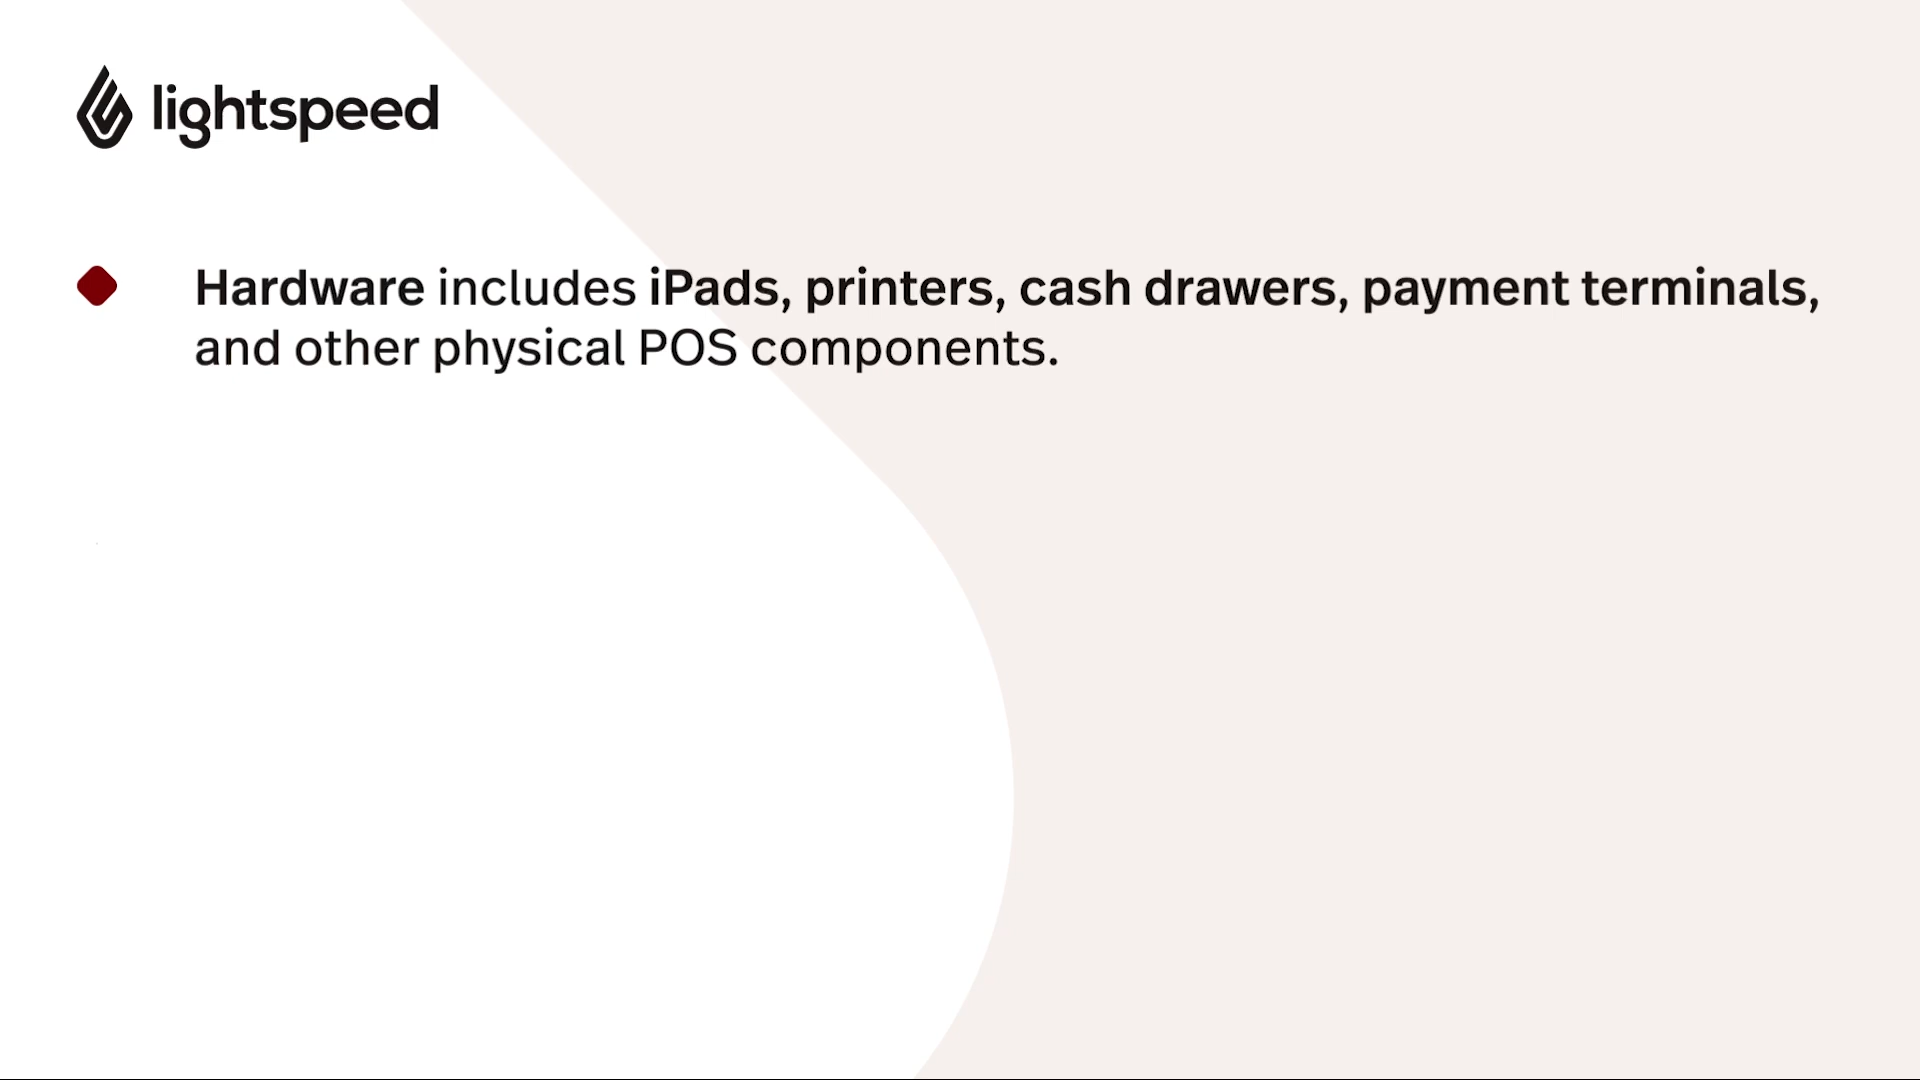 lightspeed
Hardware includes iPads, printers, cash drawers, payment terminals,
and other physical POS components.